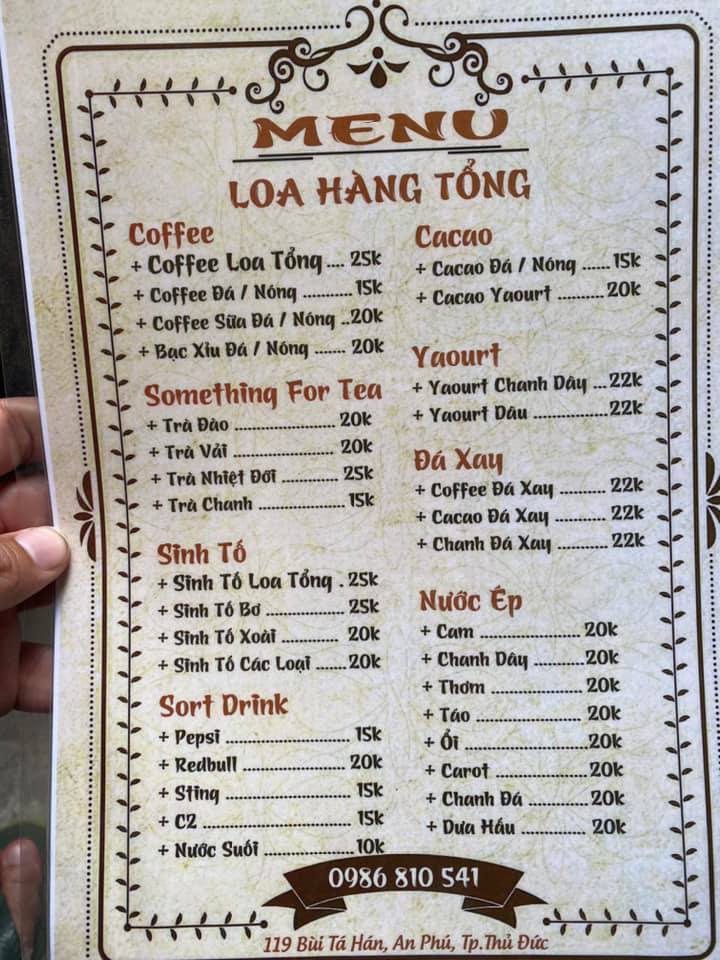 MENU
LOA HÀNG TỔNG
Coffee
+ Coffee Loa Tổng .... 25k
+ Coffee Đá / Nóng ........... 15k
+ Coffee Sữa Đá / Nóng ..20k
+ Bạc Xỉu Đá / Nóng ....... 20k
Something For Tea
+ Trà Đào ...................... 20k
+ Trà Vải ...................... 20k
+ Trà Nhiệt Đới ............. 25k
+ Trà Chanh ................... 15k
Sinh Tố
+ Sinh Tố Loa Tổng . 25k
+ Sinh Tố Bơ ................. 25k
+ Sinh Tố Xoài ............. 20k
+ Sinh Tố Các Loại .......20k
Sort Drink
+ Pepsi ............................ 15k
+ Redbull ....................... 20k
+ Sting ............................ 15k
+ C2 ................................. 15k
+ Nước Suối ....................10k
Cacao
+ Cacao Đá / Nóng ...... 15k
+ Cacao Yaourt .......... 20k
Yaourt
+ Yaourt Chanh Dây ... 22k
+ Yaourt Dâu ................ 22k
Đá Xay
+ Coffee Đá Xay .......... 22k
+ Cacao Đá Xay ........... 22k
+ Chanh Đá Xay ........... 22k
Nước Ép
+ Cam ...................... 20k
+ Chanh Dây ...........20k
+ Thơm .................... 20k
+ Táo ....................... 20k
+ Ổi ...........................20k
+ Carot .....................20k
+ Chanh Đá .............20k
+ Dưa Hấu .............. 20k
0986 810 541
119 Bùi Tá Hán, An Phú, Tp.Thủ Đức